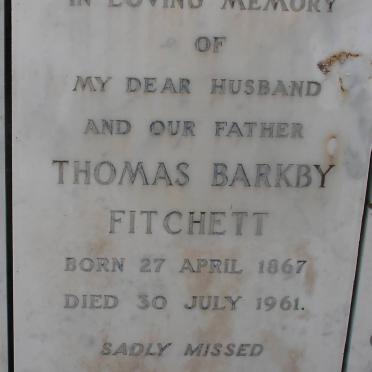 IN LOVING MEMORY
OF
MY DEAR HUSBAND
AND OUR FATHER
THOMAS BARKBY
FITCHETT
BORN 27 APRIL 1867
DIED 30 JULY 1961.
SADLY MISSED